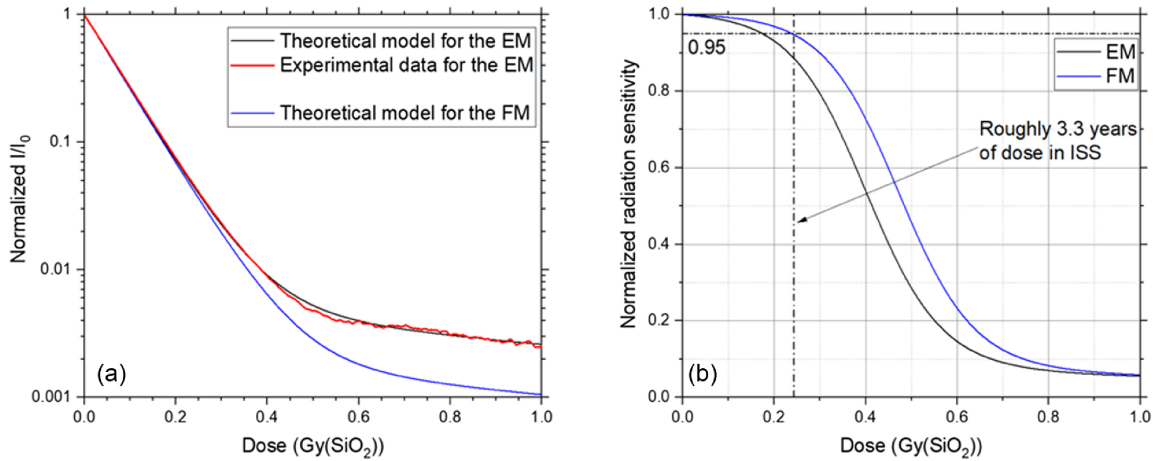 1
0.1
0.01
0.001
Normalized I/I₀
Theoretical model for the EM
Experimental data for the EM
Theoretical model for the FM
(a)
0.0 0.2 0.4 0.6 0.8 1.0
Dose (Gy(SiO₂))
1.0
0.8
0.6
0.4
0.2
0.0
Normalized radiation sensitivity
0.95
EM
FM
Roughly 3.3 years
of dose in ISS
(b)
0.0 0.2 0.4 0.6 0.8 1.0
Dose (Gy(SiO₂))